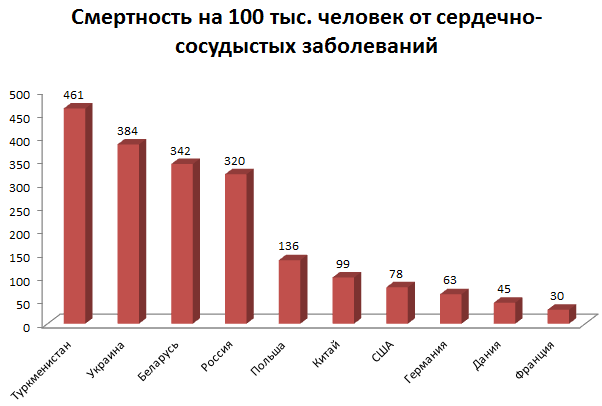 Смертность на 100 тыс. человек от сердечно-
сосудыстых заболеваний
500
450
400
350
300
250
200
150
100
50
0
461
384
342
320
136
99
78
63
45
30
Туркменистан
Украина
Беларусь
Россия
Польша
Китай
США
Германия
Дания
Франция